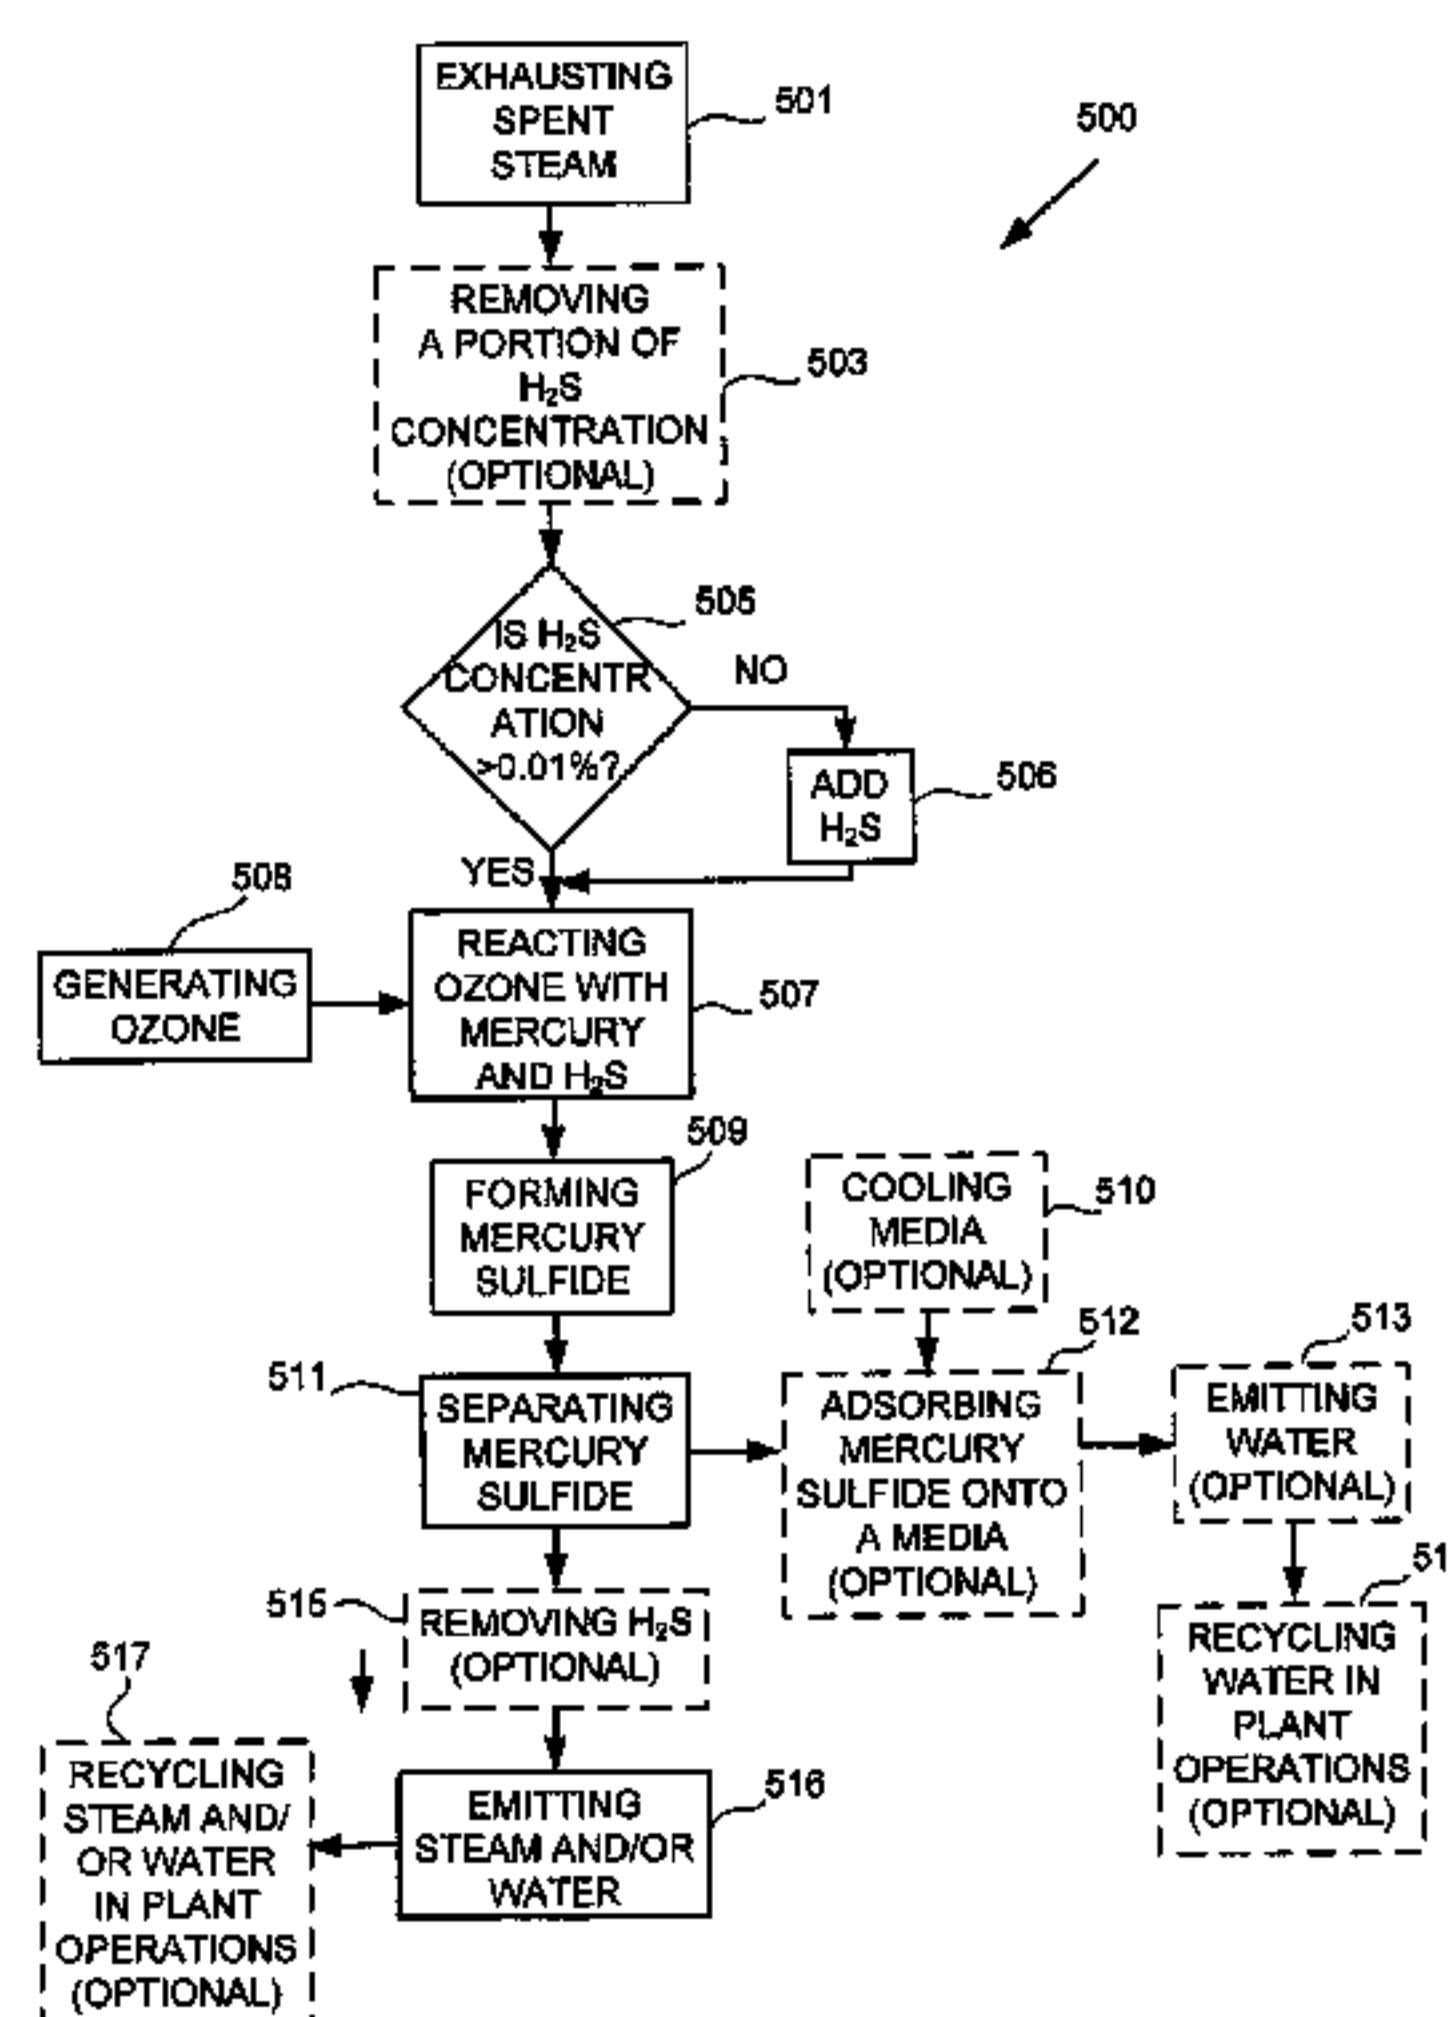 EXHAUSTING
SPENT
STEAM
501
500
REMOVING
A PORTION OF
H₂S
CONCENTRATION
(OPTIONAL)
503
505
IS H₂S
CONCENTR
ATION
>0.01%?
NO
ADD
H₂S
506
YES
508
GENERATING
OZONE
REACTING
OZONE WITH
MERCURY
AND H₂S
507
509
FORMING
MERCURY
SULFIDE
COOLING
MEDIA
(OPTIONAL)
510
511
SEPARATING
MERCURY
SULFIDE
512
ADSORBING
MERCURY
SULFIDE ONTO
A MEDIA
(OPTIONAL)
513
EMITTING
WATER
(OPTIONAL)
51
RECYCLING
WATER IN
PLANT
OPERATIONS
(OPTIONAL)
515
REMOVING H₂S
(OPTIONAL)
517
RECYCLING
STEAM AND/
OR WATER
IN PLANT
OPERATIONS
(OPTIONAL)
EMITTING
STEAM AND/OR
WATER
516